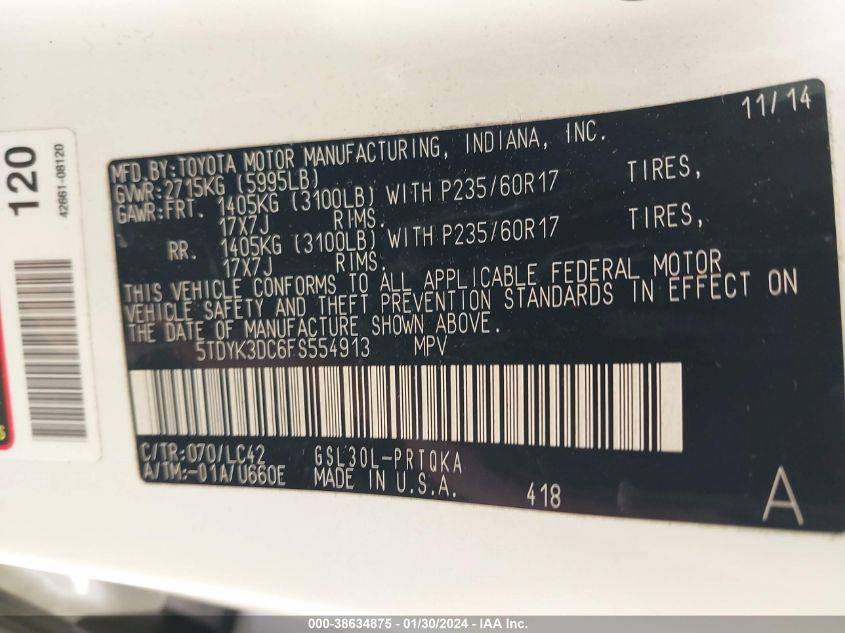 11/14
MFD.BY:TOYOTA MOTOR MANUFACTURING, INDIANA, INC.
GVWR:2715KG (5995LB)
GAWR:FRT. 1405KG (3100LB) WITH P235/60R17 TIRES,
17X7J RIMS.
RR. 1405KG (3100LB) WITH P235/60R17 TIRES,
17X7J RIMS.
THIS VEHICLE CONFORMS TO ALL APPLICABLE FEDERAL MOTOR
VEHICLE SAFETY AND THEFT PREVENTION STANDARDS IN EFFECT ON
THE DATE OF MANUFACTURE SHOWN ABOVE.
5TDYK3DC6FS554913 MPV
C/TR:070/LC42 GSL30L-PRTQKA
A/TM:-01A/U660E MADE IN U.S.A.
418
A
120
42661-08120
000-38634875 - 01/30/2024 - IAA Inc.